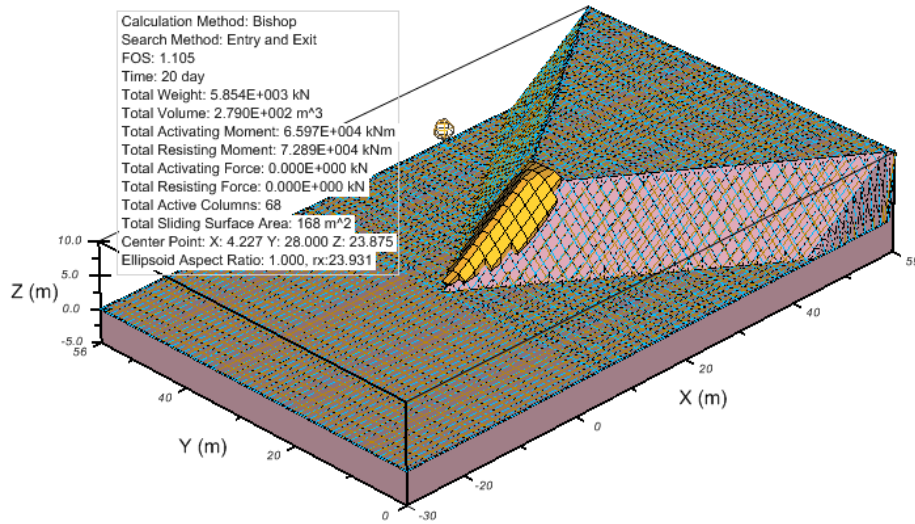 Calculation Method: Bishop
Search Method: Entry and Exit
FOS: 1.105
Time: 20 day
Total Weight: 5.854E+003 kN
Total Volume: 2.790E+002 m^3
Total Activating Moment: 6.597E+004 kNm
Total Resisting Moment: 7.289E+004 kNm
Total Activating Force: 0.000E+000 kN
Total Resisting Force: 0.000E+000 kN
Total Active Columns: 68
Total Sliding Surface Area: 168 m^2
Center Point: X: 4.227 Y: 28.000 Z: 23.875
Ellipsoid Aspect Ratio: 1.000, rx:23.931
10.0
5.0
Z (m)
0.0
-5.0
56
40
Y (m)
20
0
-30
-20
0
X (m)
20
40
59